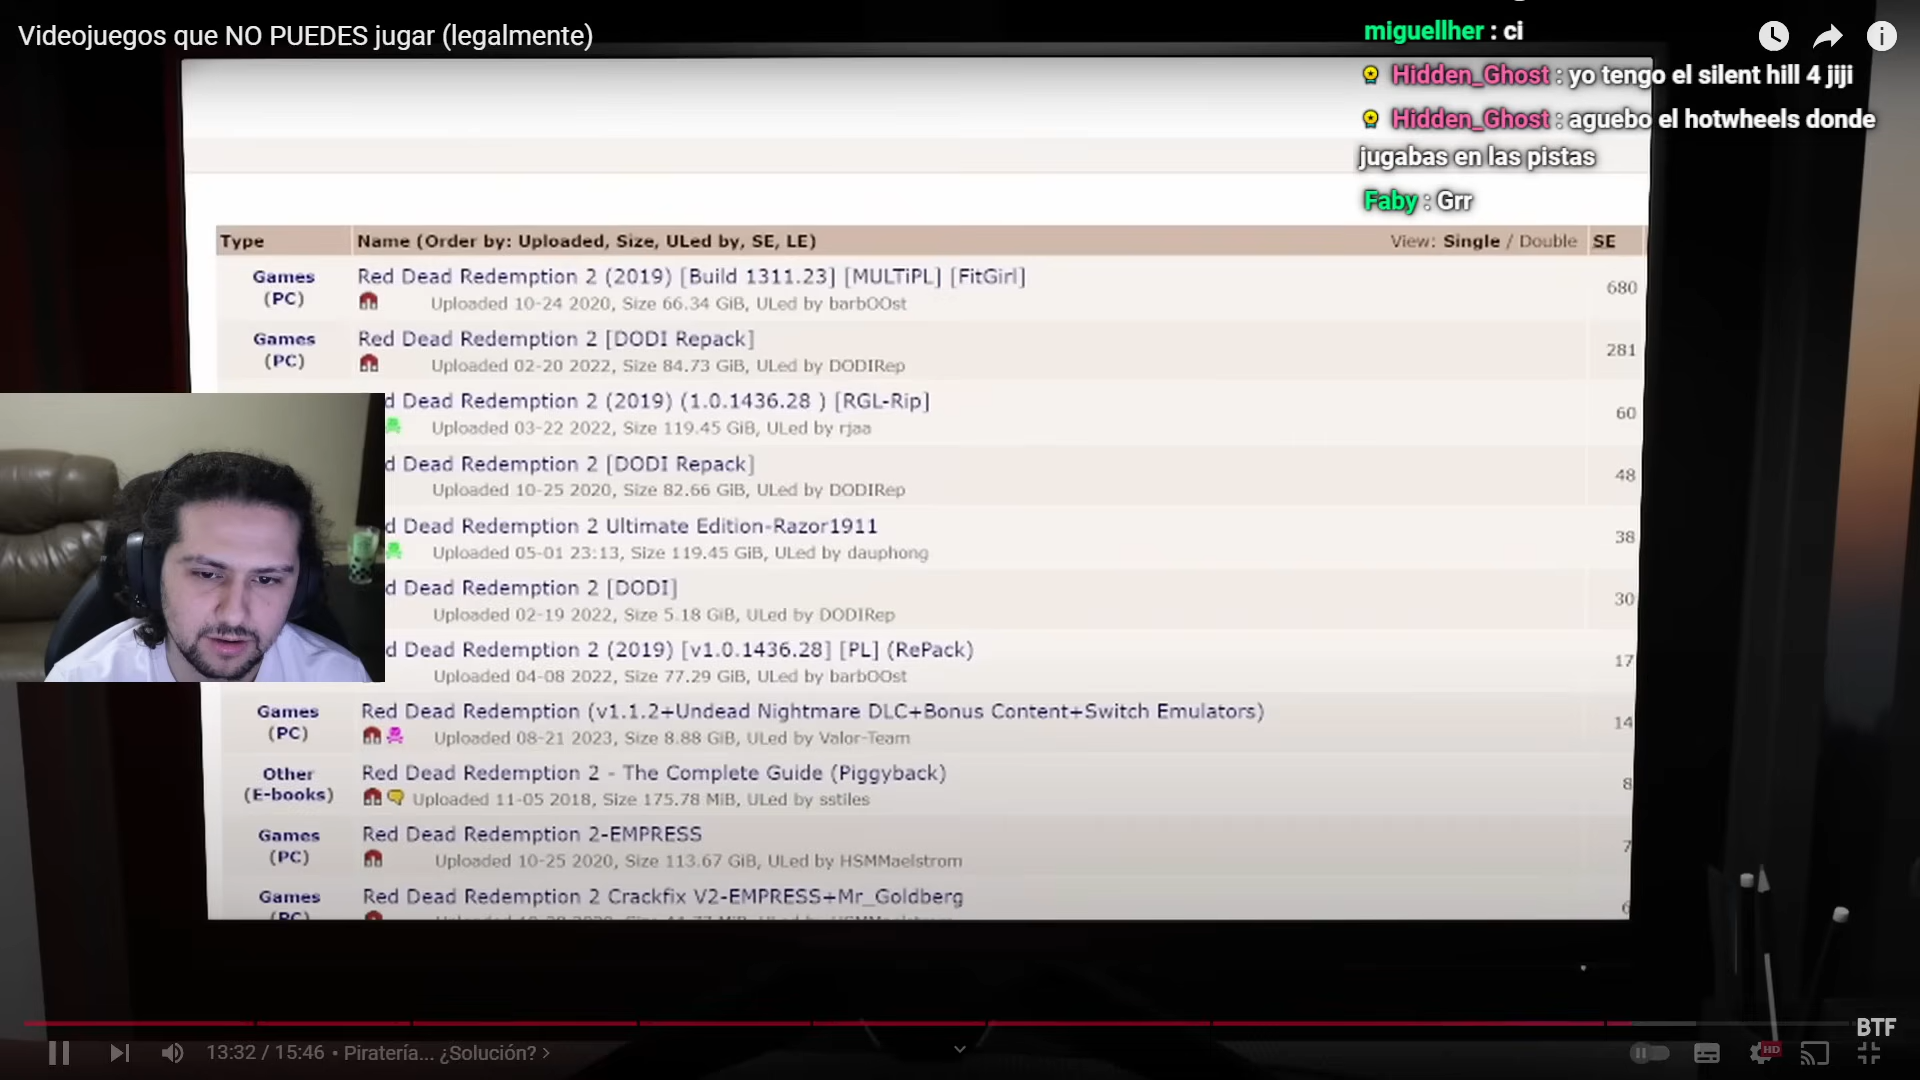 Videojuegos que NO PUEDES jugar (legalmente)
miguellher : ci
Hidden_Ghost : yo tengo el silent hill 4 jiji
Hidden_Ghost : aguebo el hotwheels donde
jugabas en las pistas
Faby : Grr
Type Name (Order by: Uploaded, Size, ULed by, SE, LE) View: Single / Double SE
Games Red Dead Redemption 2 (2019) [Build 1311.23] [MULTiPL] [FitGirl]
(PC) Uploaded 10-24 2020, Size 66.34 GiB, ULed by barbOOst 680
Games Red Dead Redemption 2 [DODI Repack]
(PC) Uploaded 02-20 2022, Size 84.73 GiB, ULed by DODIRep 281
d Dead Redemption 2 (2019) (1.0.1436.28 ) [RGL-Rip]
Uploaded 03-22 2022, Size 119.45 GiB, ULed by rjaa 60
d Dead Redemption 2 [DODI Repack]
Uploaded 10-25 2020, Size 82.66 GiB, ULed by DODIRep 48
d Dead Redemption 2 Ultimate Edition-Razor1911
Uploaded 05-01 23:13, Size 119.45 GiB, ULed by dauphong 38
d Dead Redemption 2 [DODI]
Uploaded 02-19 2022, Size 5.18 GiB, ULed by DODIRep 30
d Dead Redemption 2 (2019) [v1.0.1436.28] [PL] (RePack)
Uploaded 04-08 2022, Size 77.29 GiB, ULed by barbOOst 17
Games Red Dead Redemption (v1.1.2+Undead Nightmare DLC+Bonus Content+Switch Emulators)
(PC) Uploaded 08-21 2023, Size 8.88 GiB, ULed by Valor-Team 14
Other Red Dead Redemption 2 - The Complete Guide (Piggyback)
(E-books) Uploaded 11-05 2018, Size 175.78 MiB, ULed by sstiles 8
Games Red Dead Redemption 2-EMPRESS
(PC) Uploaded 10-25 2020, Size 113.67 GiB, ULed by HSMMaelstrom 7
Games Red Dead Redemption 2 Crackfix V2-EMPRESS+Mr_Goldberg
(PC) 6
BTF
13:32 / 15:46 • Piratería... ¿Solución? >
HD